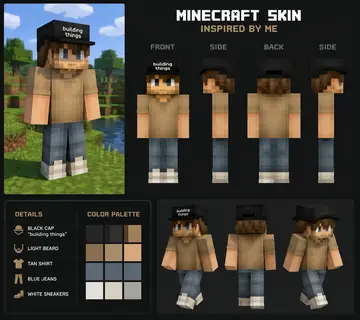 building
things
MINECRAFT SKIN
INSPIRED BY ME
FRONT
SIDE
BACK
SIDE
building
things
DETAILS
BLACK CAP
"building things"
LIGHT BEARD
TAN SHIRT
BLUE JEANS
WHITE SNEAKERS
COLOR PALETTE
building
things